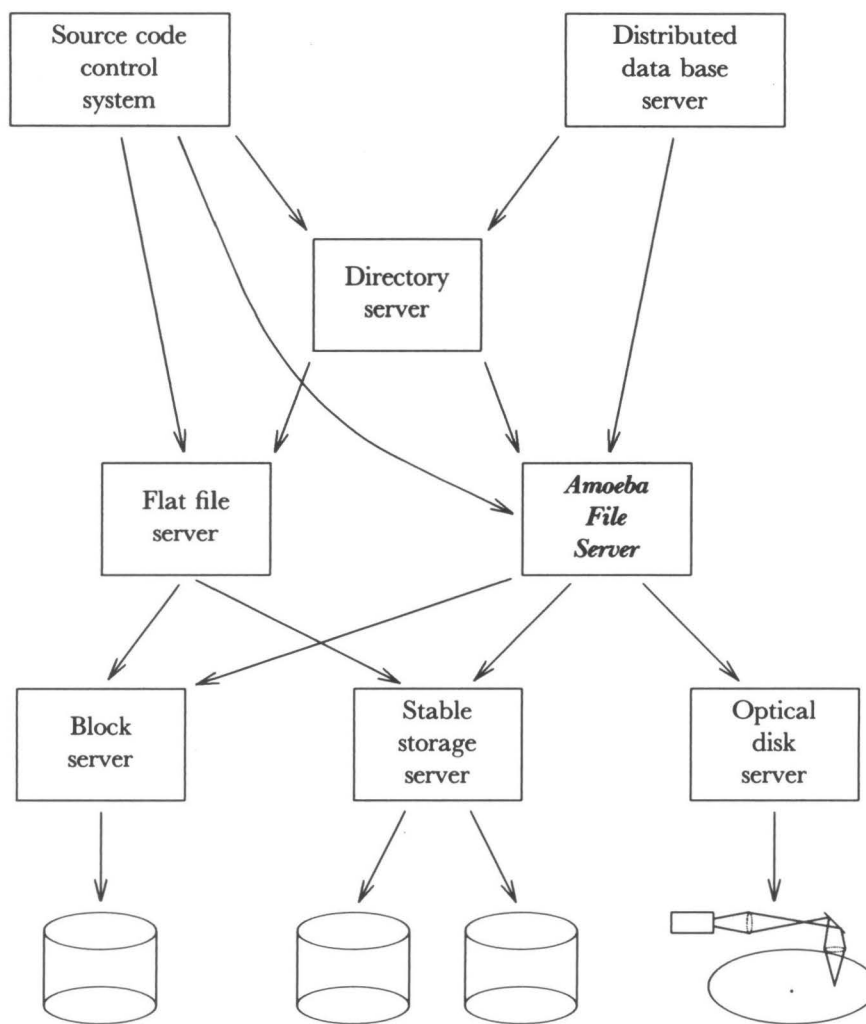 Source code
control
system
Distributed
data base
server
Directory
server
Flat file
server
Amoeba
File
Server
Block
server
Stable
storage
server
Optical
disk
server